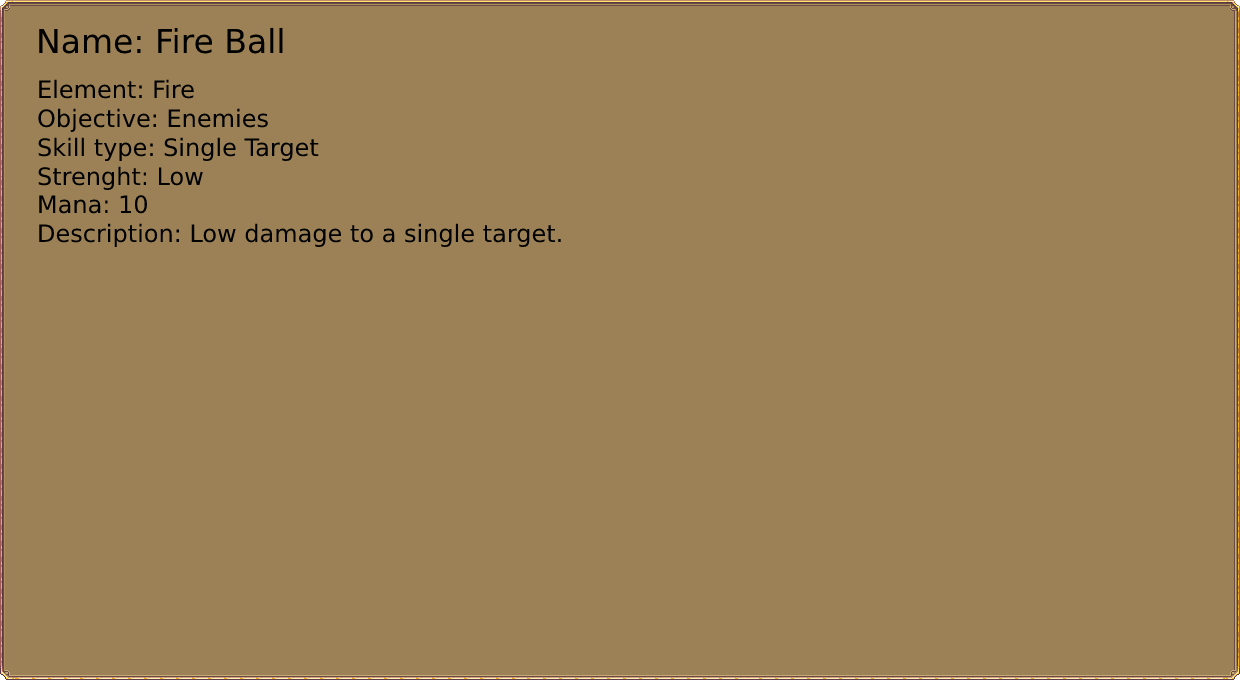 Name: Fire Ball
Element: Fire
Objective: Enemies
Skill type: Single Target
Strenght: Low
Mana: 10
Description: Low damage to a single target.